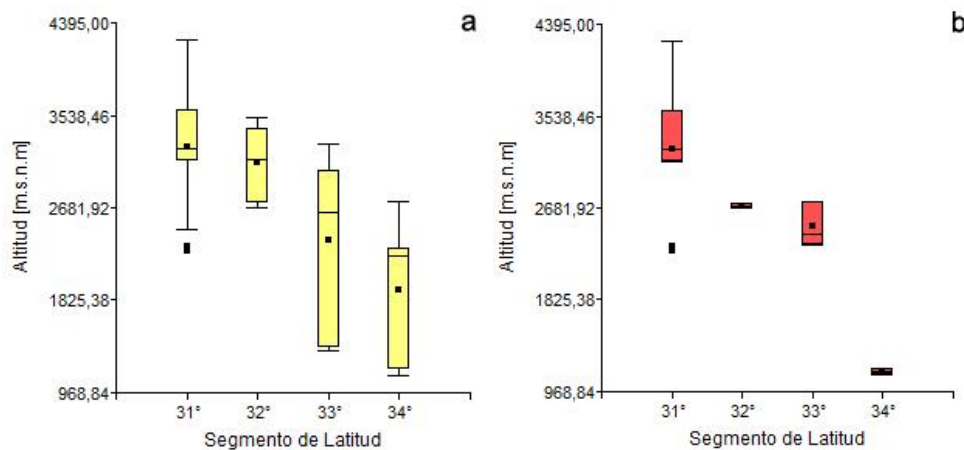 a
4395,00
3538,46
2681,92
1825,38
968,84
Altitud [m.s.n.m]
31° 32° 33° 34°
Segmento de Latitud
b
4395,00
3538,46
2681,92
1825,38
968,84
Altitud [m.s.n.m]
31° 32° 33° 34°
Segmento de Latitud